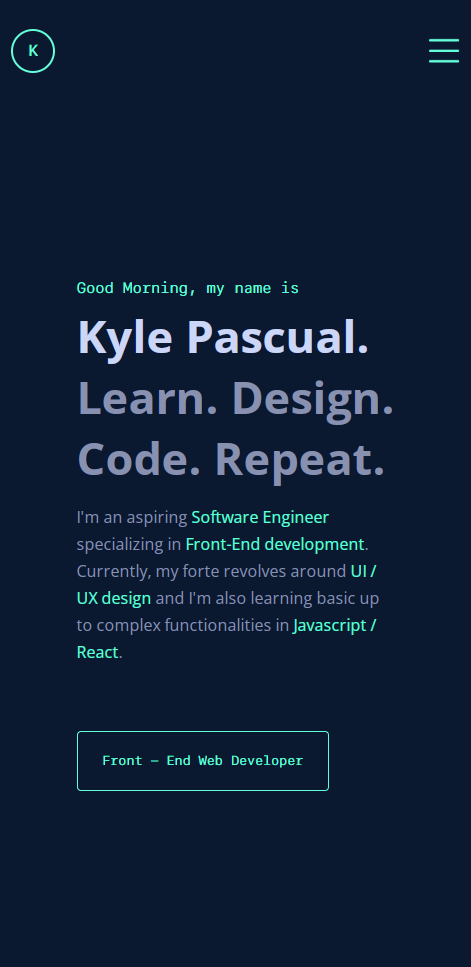 K
Good Morning, my name is
Kyle Pascual.
Learn. Design.
Code. Repeat.
I'm an aspiring Software Engineer
specializing in Front-End development.
Currently, my forte revolves around UI /
UX design and I'm also learning basic up
to complex functionalities in Javascript /
React.
Front – End Web Developer